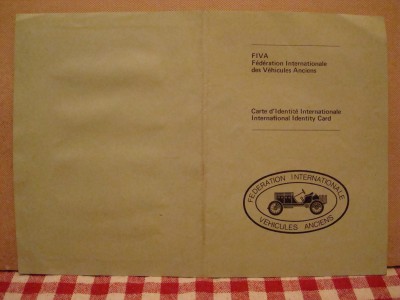 FIVA
Fédération Internationale
des Véhicules Anciens
Carte d'Identité Internationale
International Identity Card
FEDERATION INTERNATIONALE
VEHICULES ANCIENS